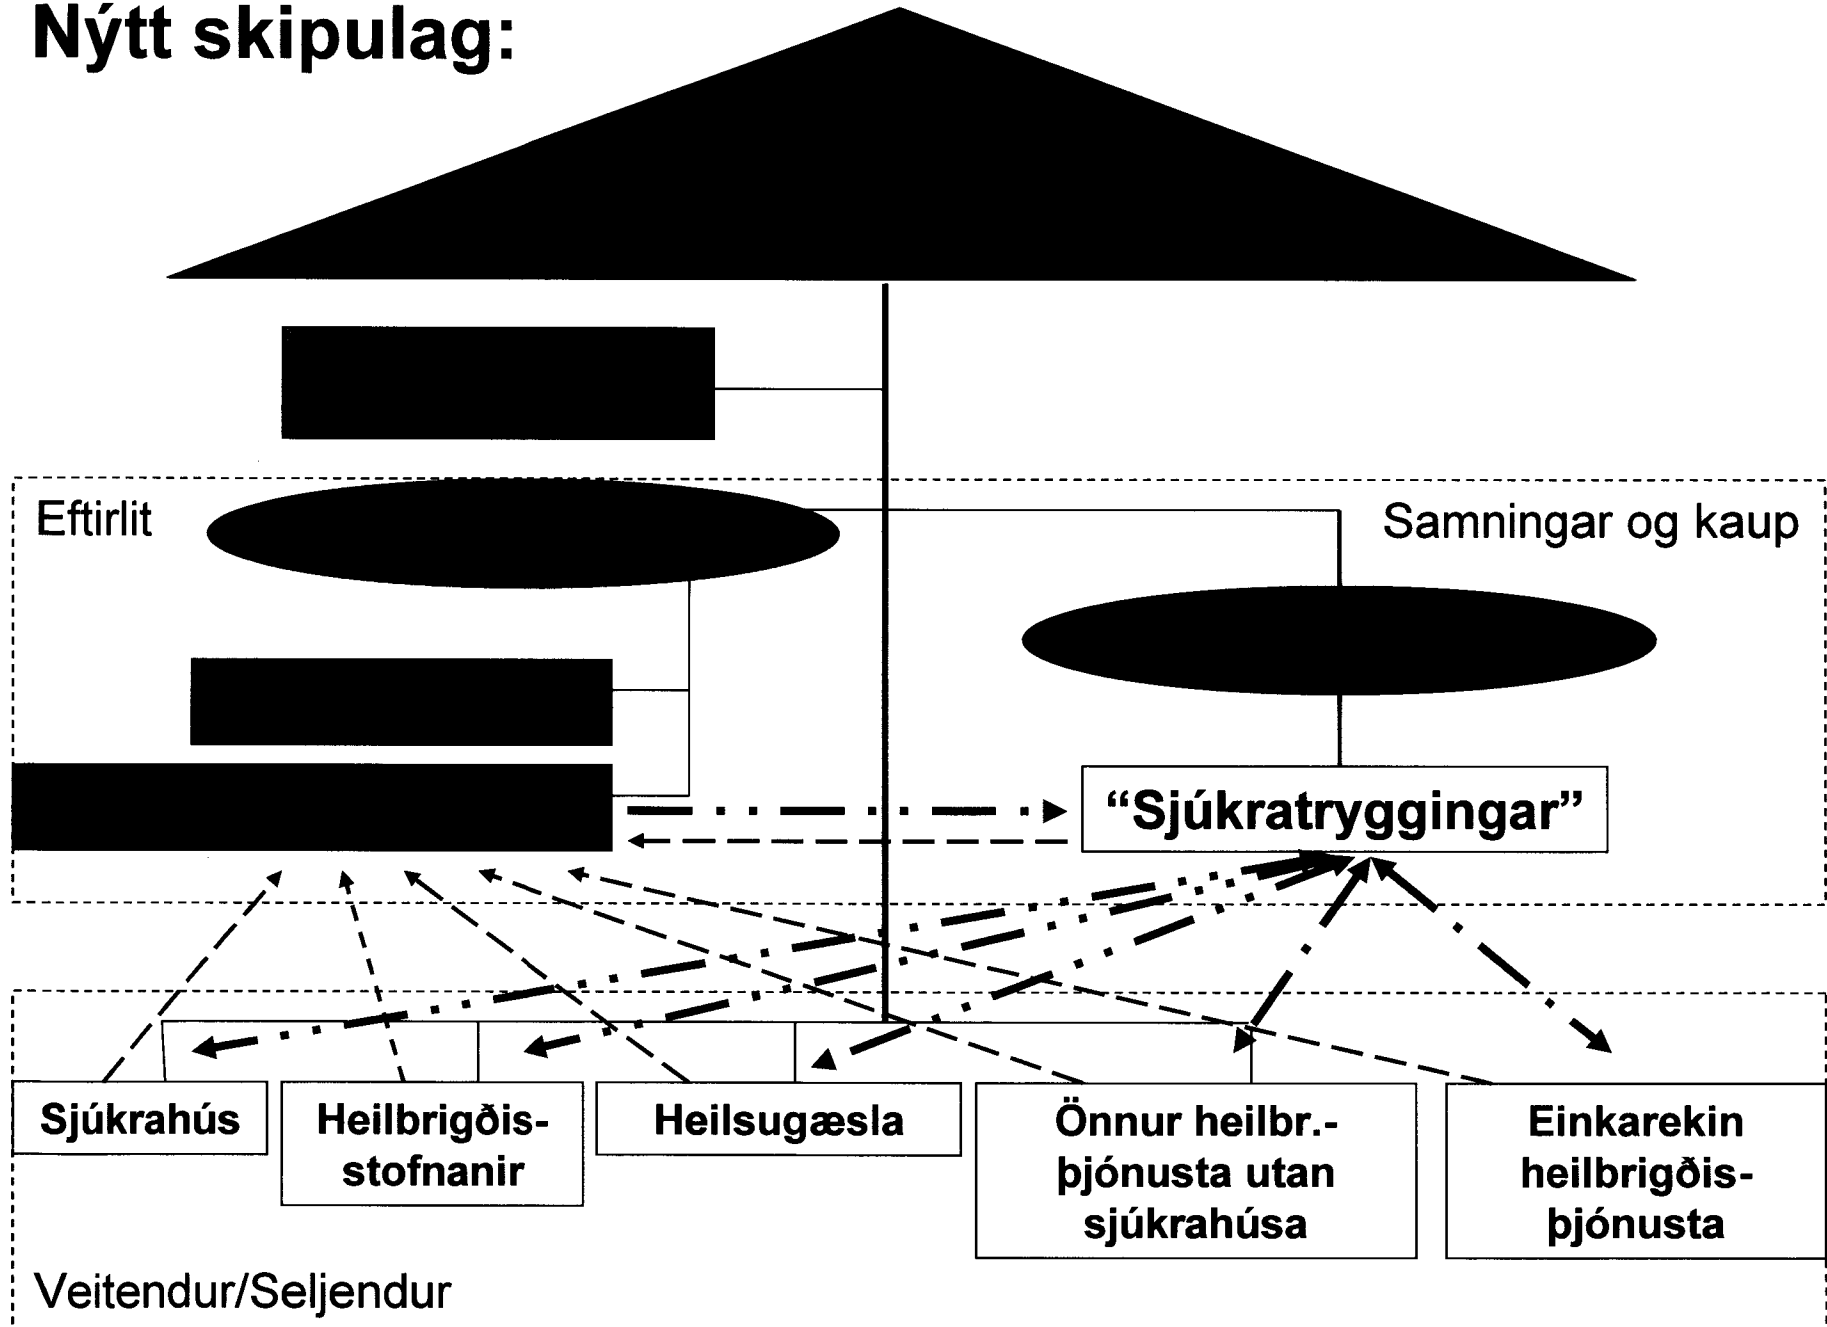 Nýtt skipulag:
Eftirlit
Samningar og kaup
“Sjúkratryggingar”
Sjúkrahús
Heilbrigðis-
stofnanir
Heilsugæsla
Önnur heilbr.-
þjónusta utan
sjúkrahúsa
Einkarekin
heilbrigðis-
þjónusta
Veitendur/Seljendur